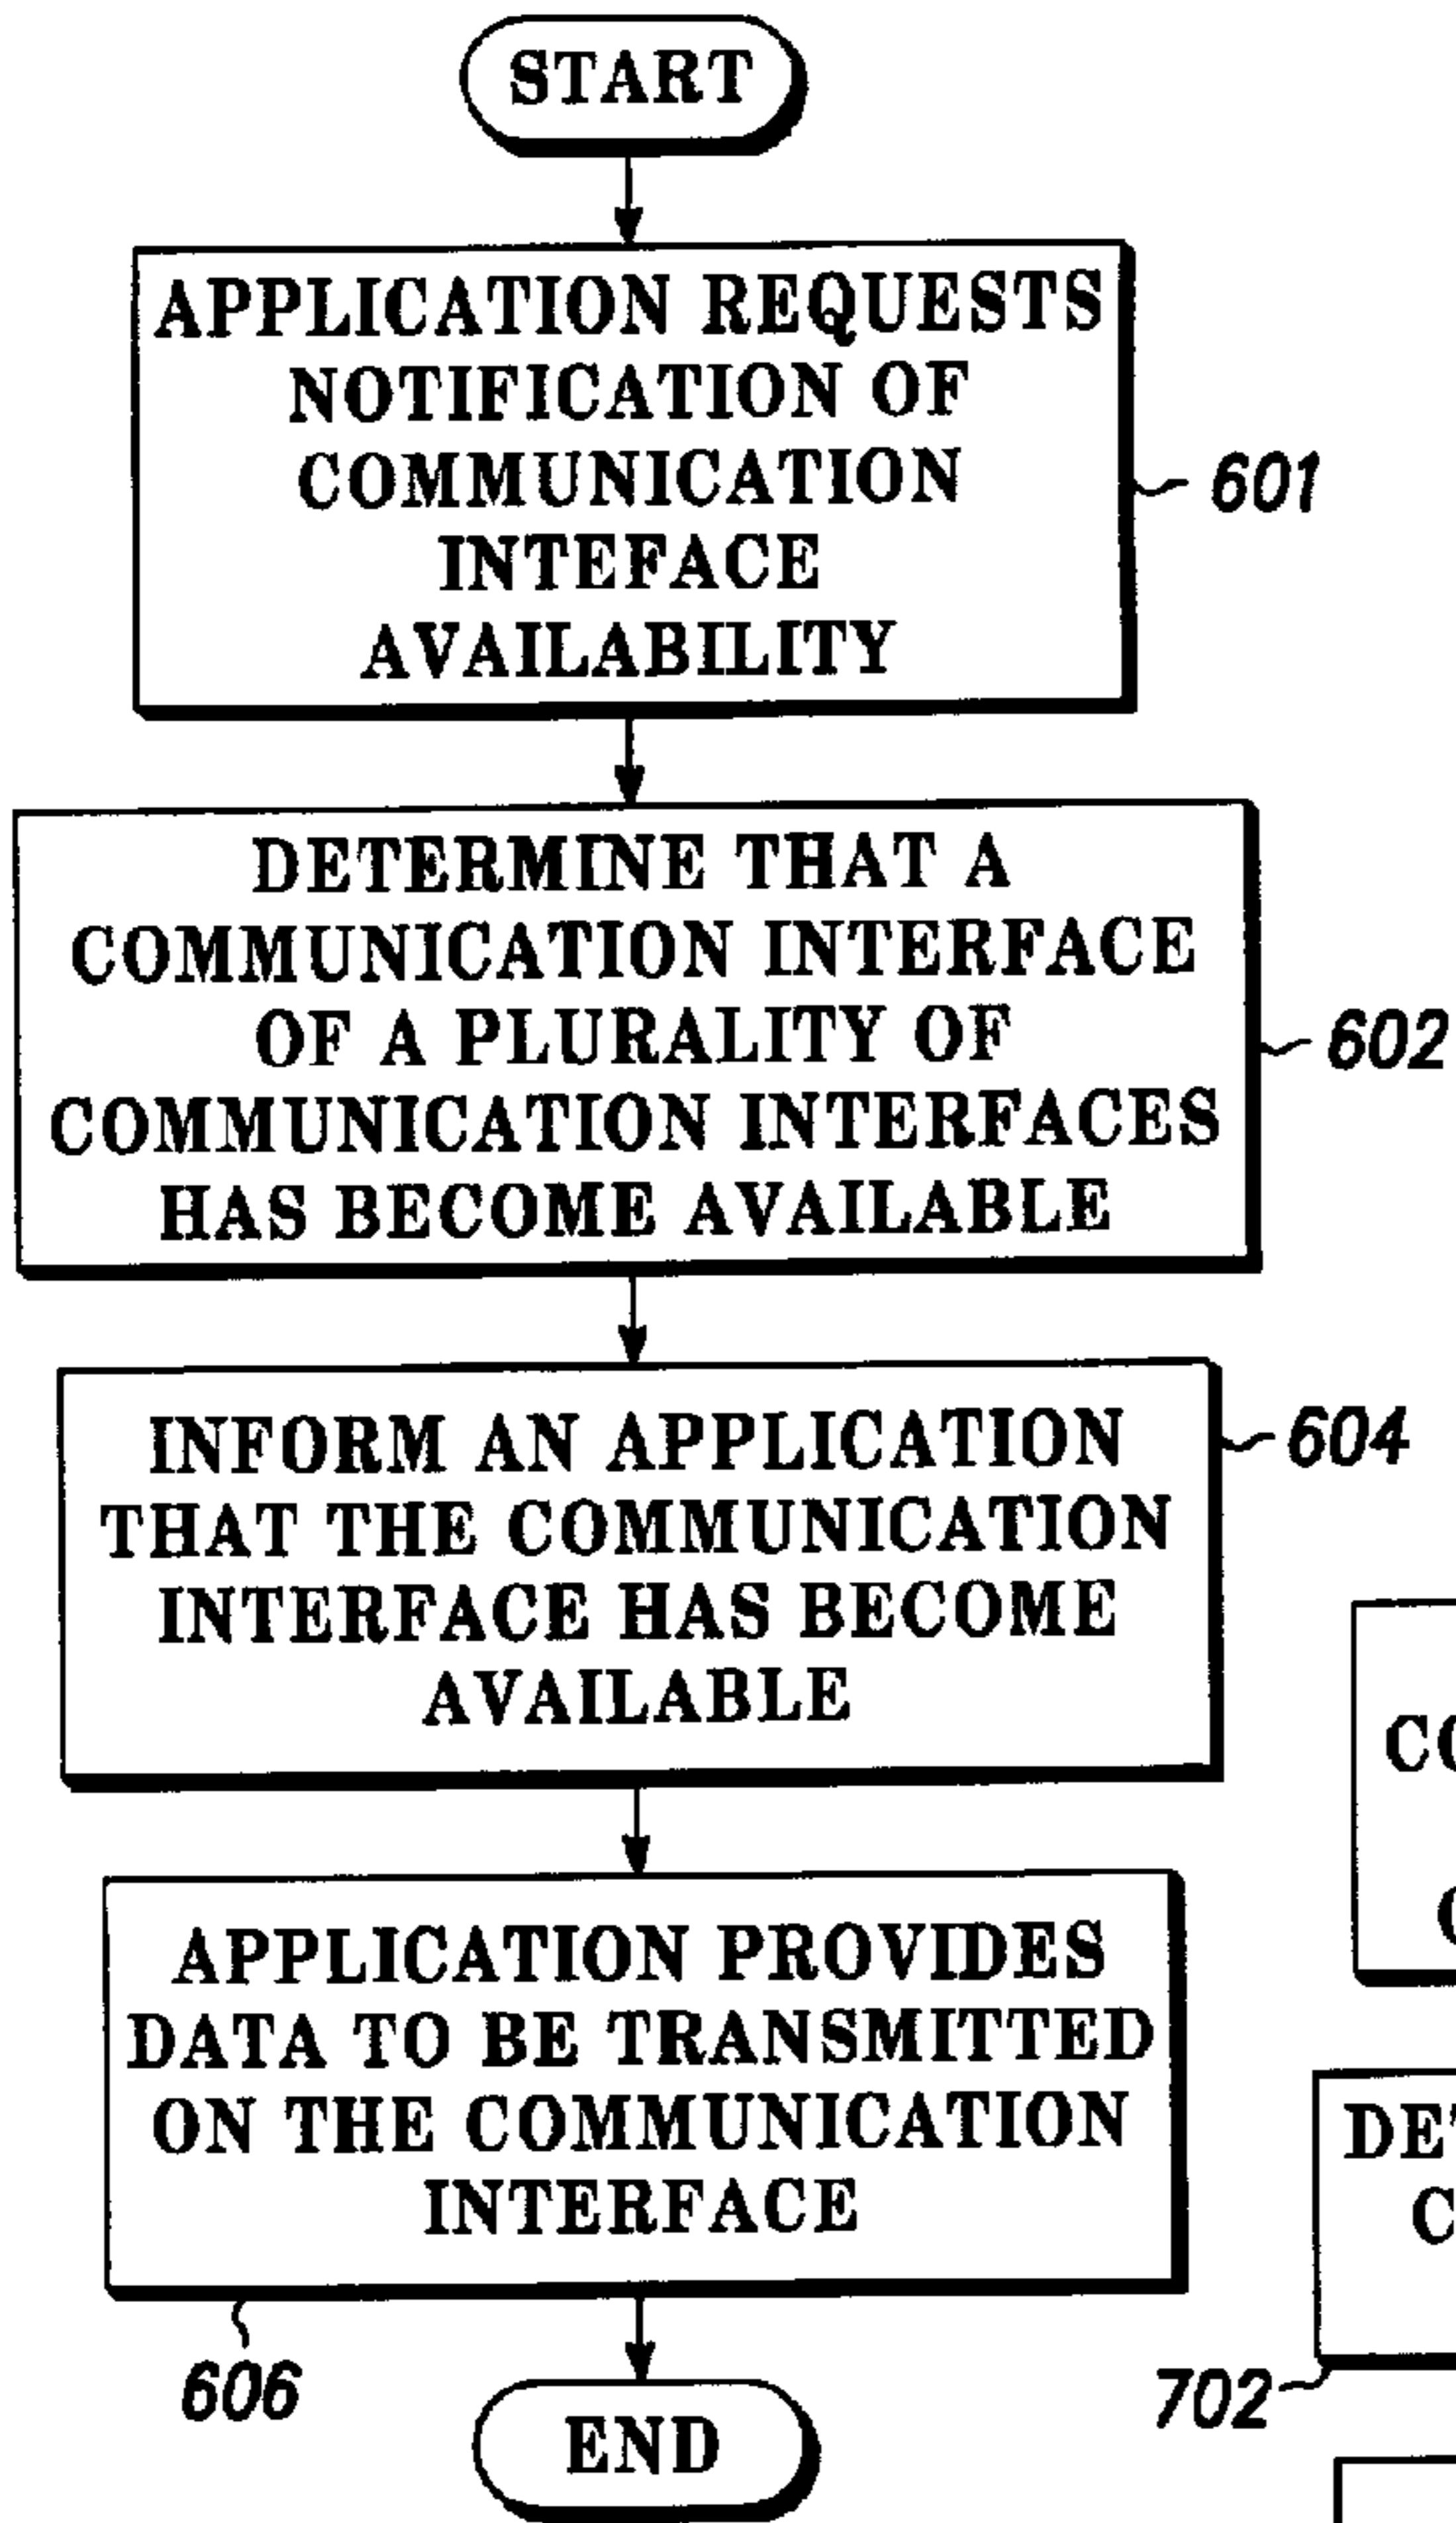 START
APPLICATION REQUESTS
NOTIFICATION OF
COMMUNICATION
INTEFACE
AVAILABILITY
601
DETERMINE THAT A
COMMUNICATION INTERFACE
OF A PLURALITY OF
COMMUNICATION INTERFACES
HAS BECOME AVAILABLE
602
INFORM AN APPLICATION
THAT THE COMMUNICATION
INTERFACE HAS BECOME
AVAILABLE
604
APPLICATION PROVIDES
DATA TO BE TRANSMITTED
ON THE COMMUNICATION
INTERFACE
606
END
702